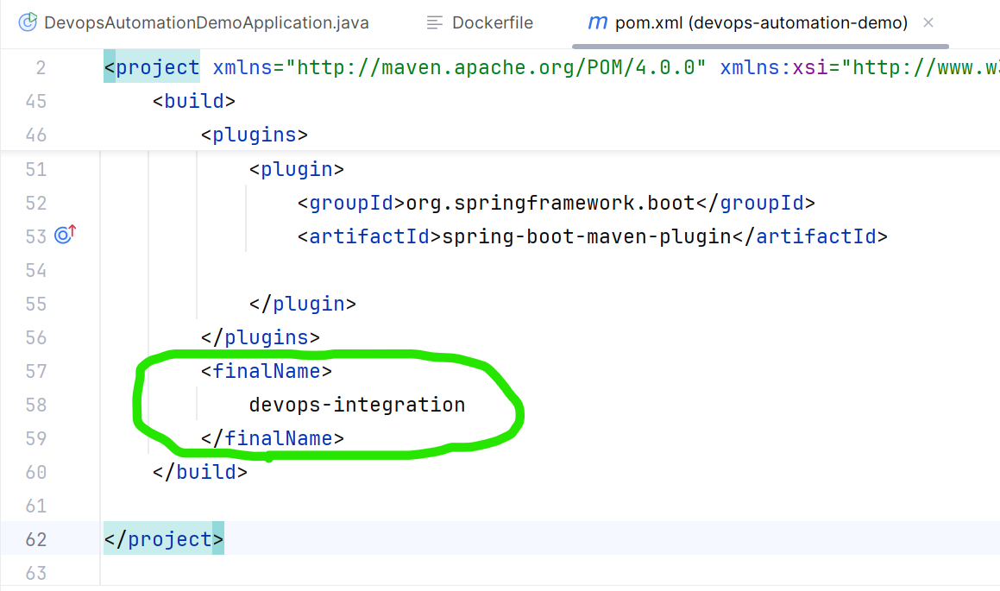 DevopsAutomationDemoApplication.java Dockerfile m pom.xml (devops-automation-demo) ×
2 <project xmlns="http://maven.apache.org/POM/4.0.0" xmlns:xsi="http://www.w3
45 <build>
46 <plugins>
51 <plugin>
52 <groupId>org.springframework.boot</groupId>
53 <artifactId>spring-boot-maven-plugin</artifactId>
54
55 </plugin>
56 </plugins>
57 <finalName>
58 devops-integration
59 </finalName>
60 </build>
61
62 </project>
63